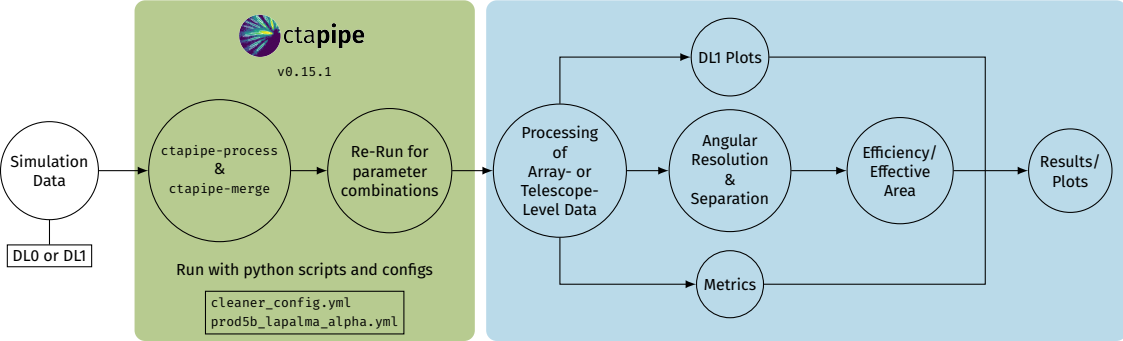 ctapipe
v0.15.1
Simulation
Data
DL0 or DL1
ctapipe-process
&
ctapipe-merge
Re-Run for
parameter
combinations
Run with python scripts and configs
cleaner_config.yml
prod5b_lapalma_alpha.yml
Processing
of
Array- or
Telescope-
Level Data
DL1 Plots
Angular
Resolution
&
Separation
Metrics
Efficiency/
Effective
Area
Results/
Plots